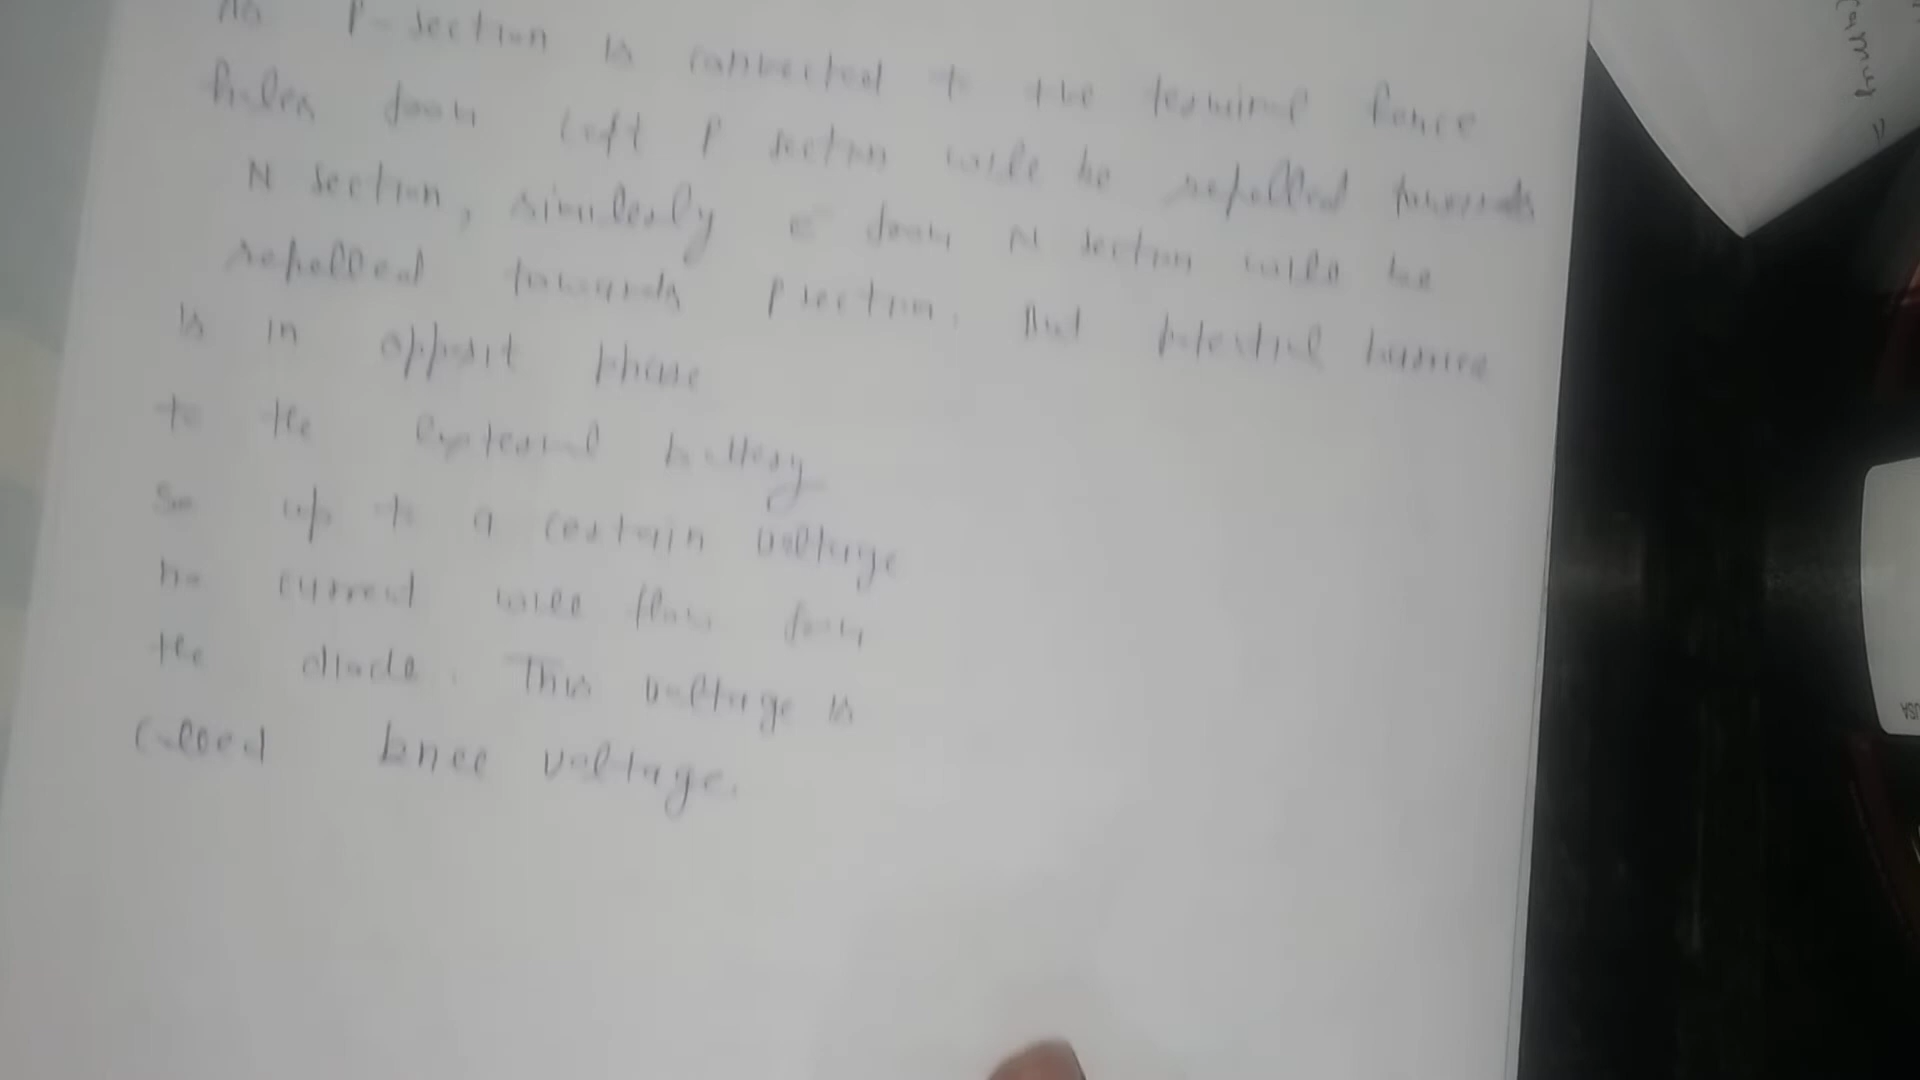 As P-section is connected to the terminal hence
holes from left P section will be repelled towards
N section, similarly e⁻ from N section will be
repelled towards P section. But potential barrier
is in opposit phase
to the external battery
so up to a certain voltage
no current will flow from
the diode. This voltage is
called knee voltage.
USA